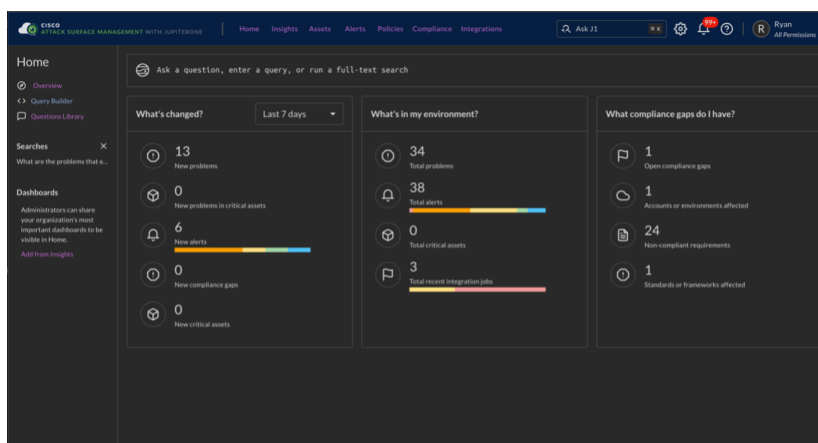 CISCO
ATTACK SURFACE MANAGEMENT WITH JUPITERONE
Home Insights Assets Alerts Policies Compliance Integrations
Ask J1
⌘ K
99+
R
Ryan
All Permissions
Home
Overview
Query Builder
Questions Library
Searches
What are the problems that e...
Dashboards
Administrators can share
your organization's most
important dashboards to be
visible in Home.
Add from Insights
Ask a question, enter a query, or run a full-text search
What's changed?
Last 7 days
13
New problems
0
New problems in critical assets
6
New alerts
0
New compliance gaps
0
New critical assets
What's in my environment?
34
Total problems
38
Total alerts
0
Total critical assets
3
Total recent integration jobs
What compliance gaps do I have?
1
Open compliance gaps
1
Accounts or environments affected
24
Non-compliant requirements
1
Standards or frameworks affected